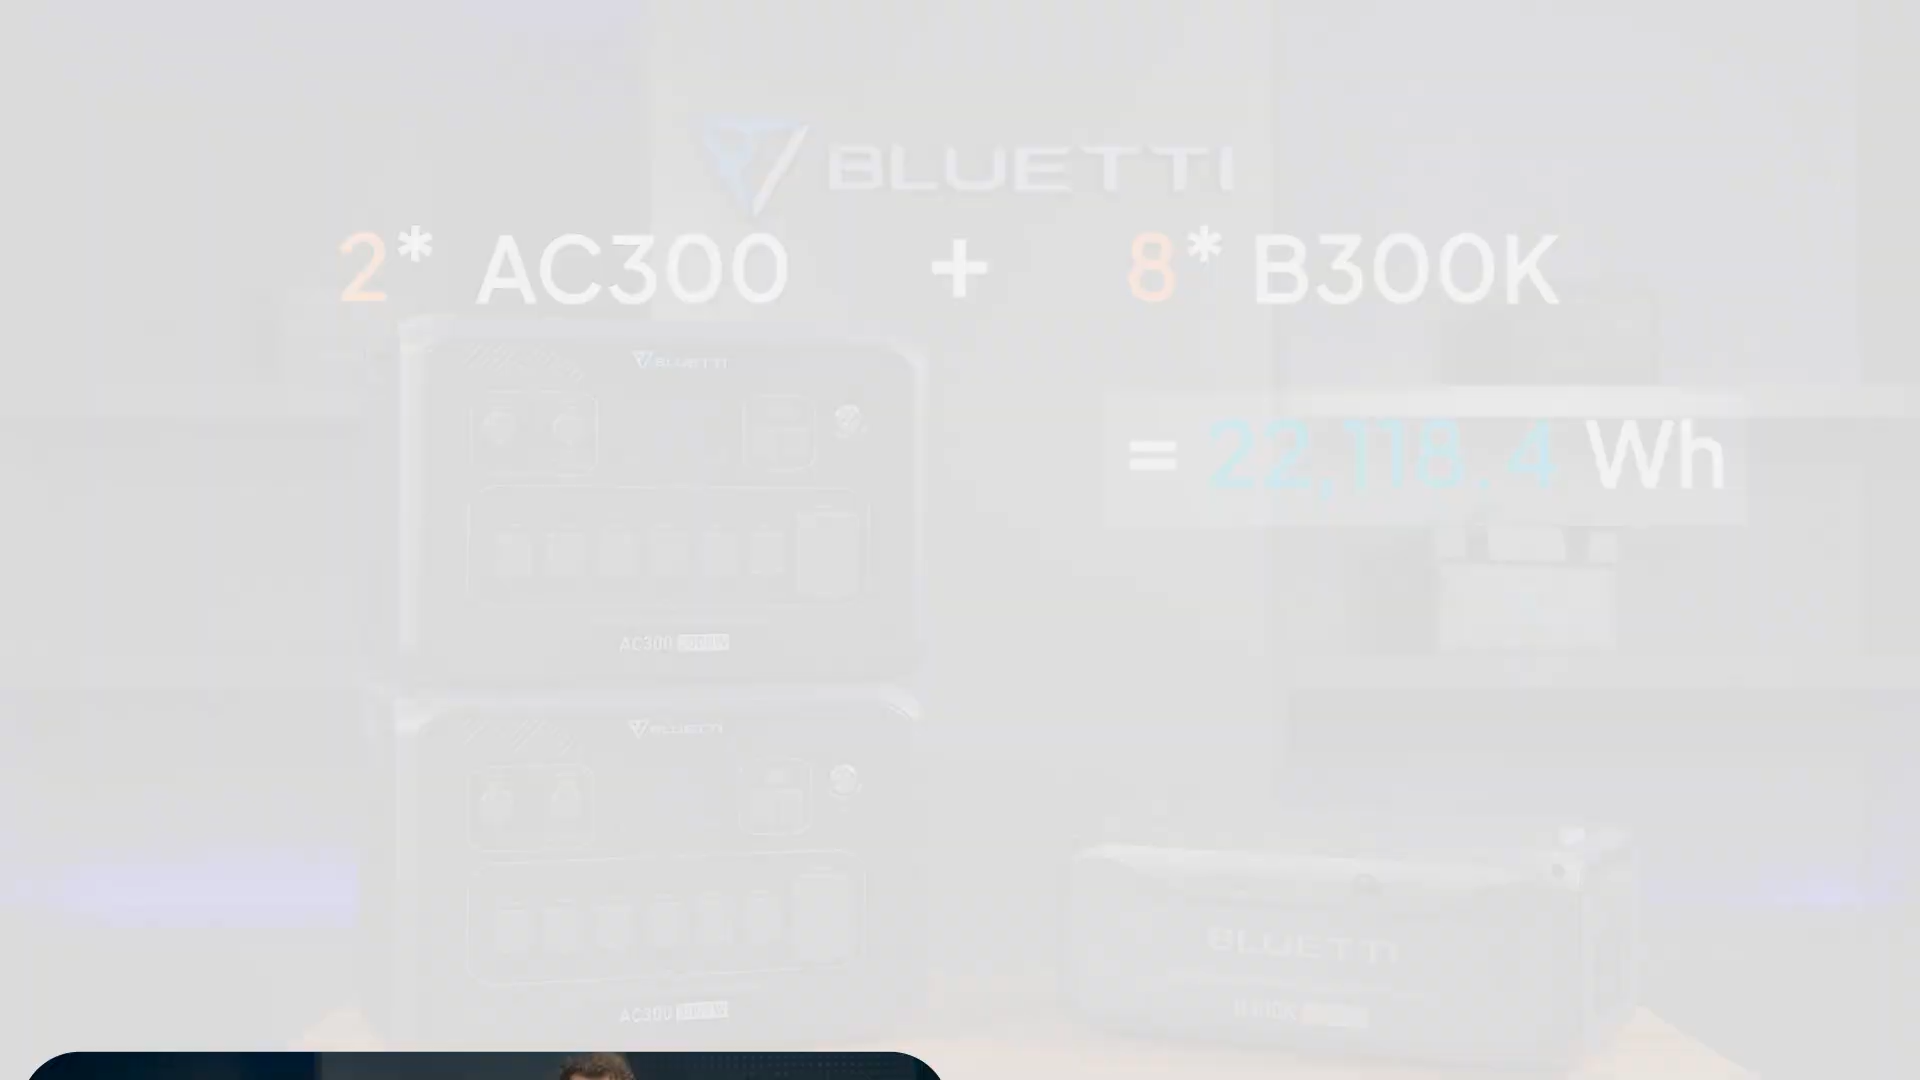 BLUETTI
2* AC300 + 8* B300K
BLUETTI
= 22,118.4 Wh
AC300
BLUETTI
BLUETTI
AC300